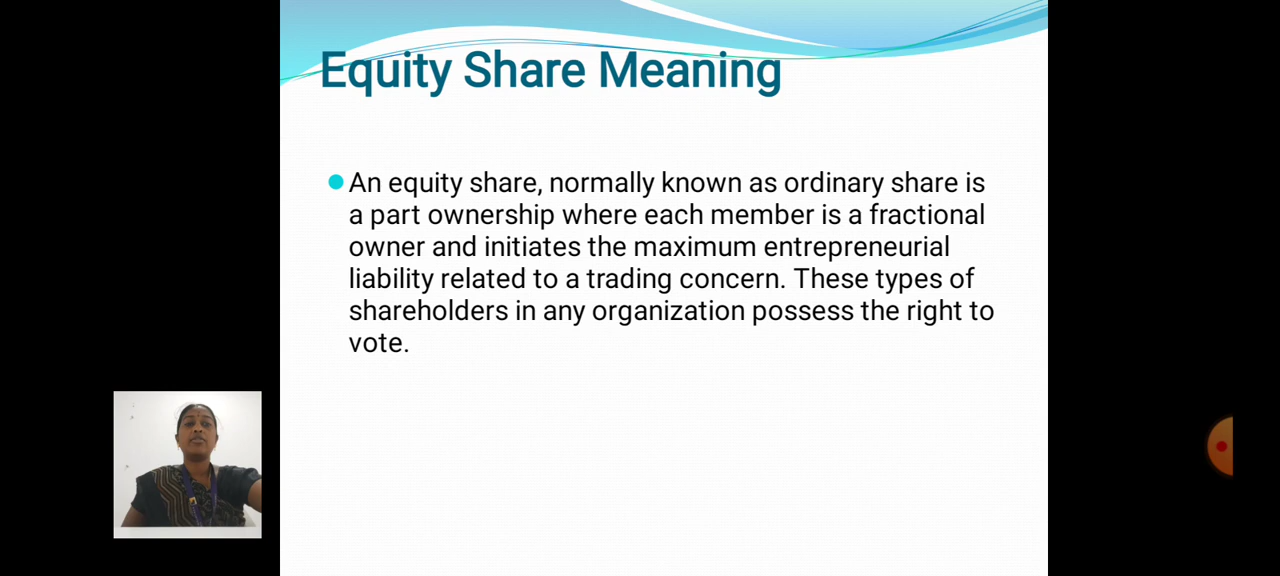 Equity Share Meaning
An equity share, normally known as ordinary share is
a part ownership where each member is a fractional
owner and initiates the maximum entrepreneurial
liability related to a trading concern. These types of
shareholders in any organization possess the right to
vote.